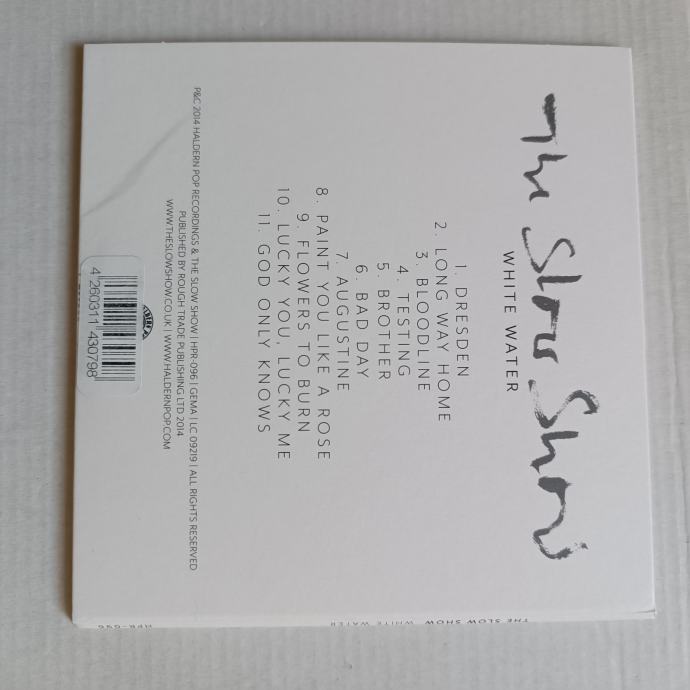 The Slow Show
WHITE WATER
1. DRESDEN
2. LONG WAY HOME
3. BLOODLINE
4. TESTING
5. BROTHER
6. BAD DAY
7. AUGUSTINE
8. PAINT YOU LIKE A ROSE
9. FLOWERS TO BURN
10. LUCKY YOU, LUCKY ME
11. GOD ONLY KNOWS
P&C 2014 HALDERN POP RECORDINGS & THE SLOW SHOW | HPR-096 | GEMA | LC 09219 | ALL RIGHTS RESERVED
PUBLISHED BY ROUGH TRADE PUBLISHING LTD 2014
WWW.THESLOWSHOW.CO.UK | WWW.HALDERNPOP.COM
4 260311 430798
THE SLOW SHOW WHITE WATER HPR-096